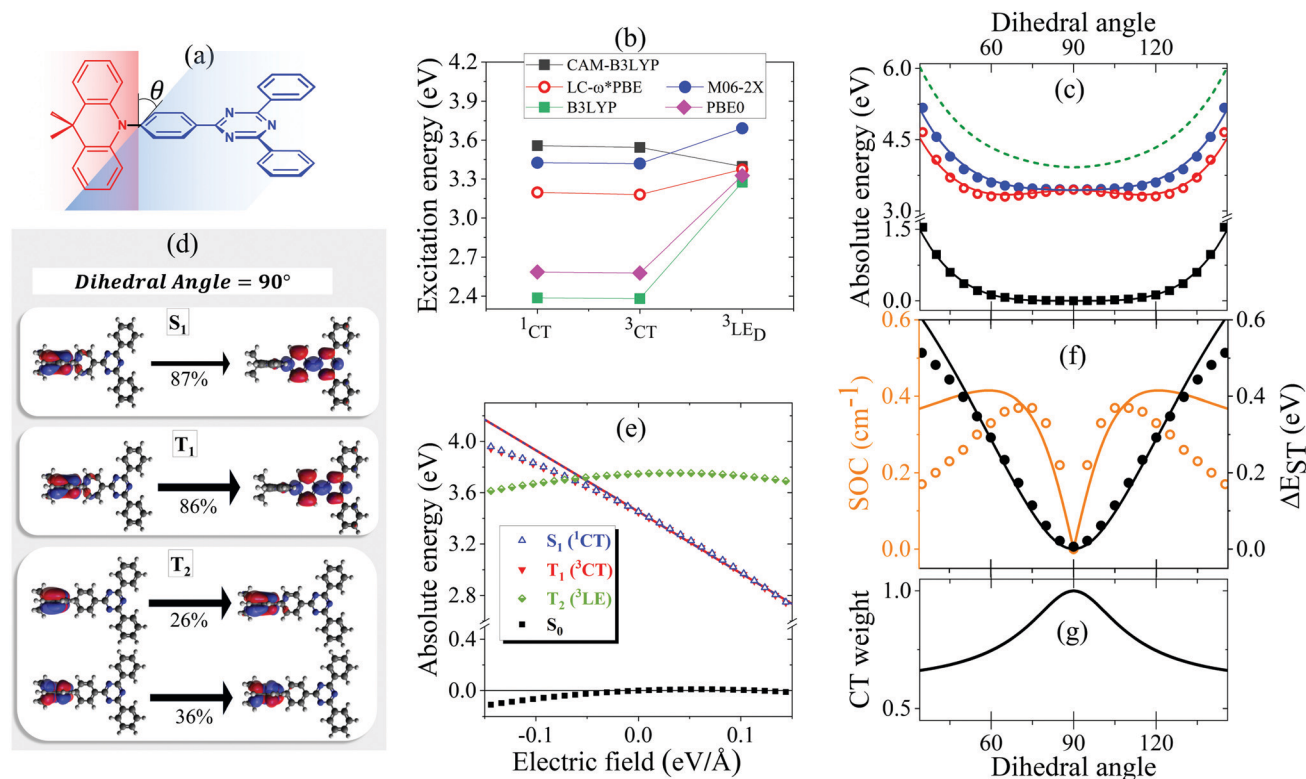 (a)
θ
N
N
N
N
(b)
Excitation energy (eV)
4.2
3.9
3.6
3.3
3.0
2.7
2.4
CAM-B3LYP
LC-ω*PBE
M06-2X
B3LYP
PBE0
¹CT
³CT
³LE_D
Dihedral angle
60
90
120
(c)
Absolute energy (eV)
6.0
4.5
3.0
1.5
0.0
(d)
Dihedral Angle = 90°
S₁
87%
T₁
86%
T₂
26%
36%
(e)
Absolute energy (eV)
4.0
3.6
3.2
2.8
0.4
0.0
S₁ (¹CT)
T₁ (³CT)
T₂ (³LE)
S₀
-0.1
0.0
0.1
Electric field (eV/Å)
(f)
SOC (cm⁻¹)
0.6
0.4
0.2
0.0
0.6
0.4
0.2
0.0
ΔE_ST (eV)
(g)
CT weight
1.0
0.5
60
90
120
Dihedral angle